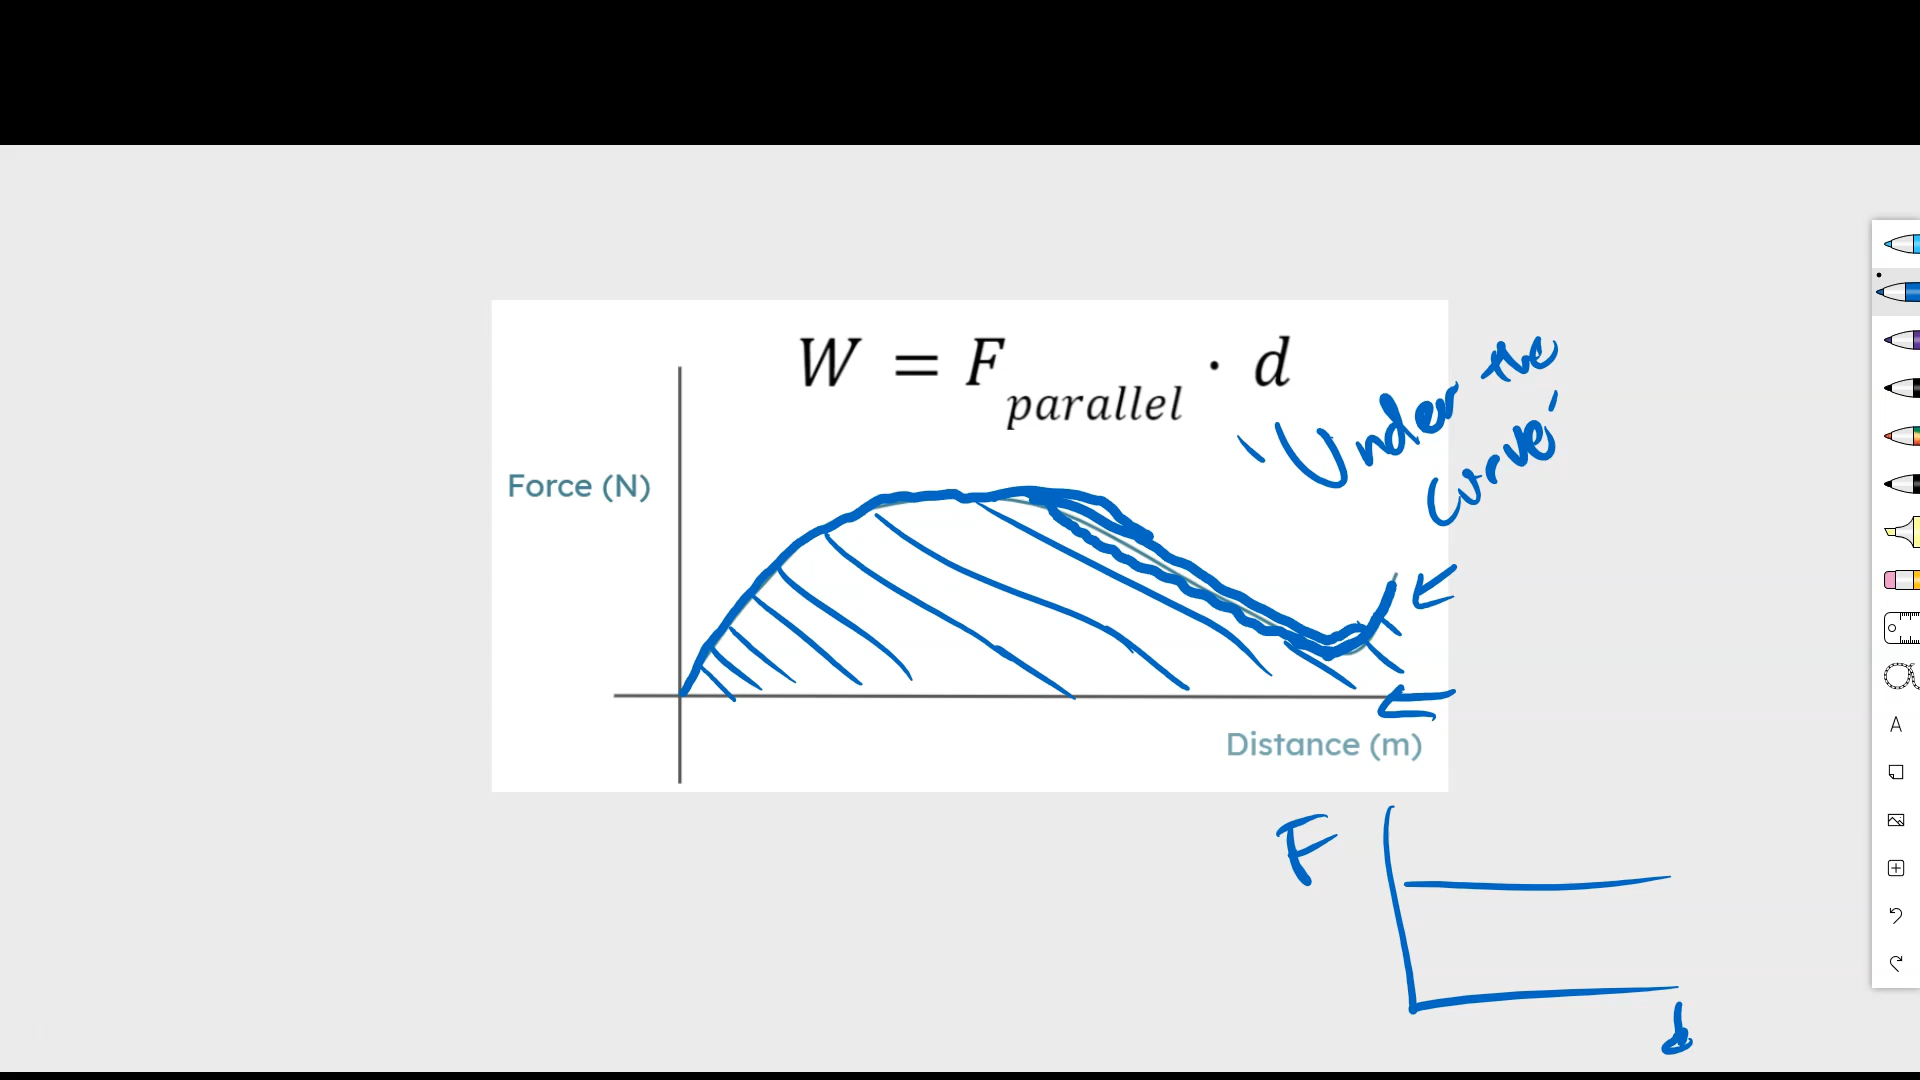 W = F parallel · d
'Under the
curve'
Force (N)
Distance (m)
F
d
A